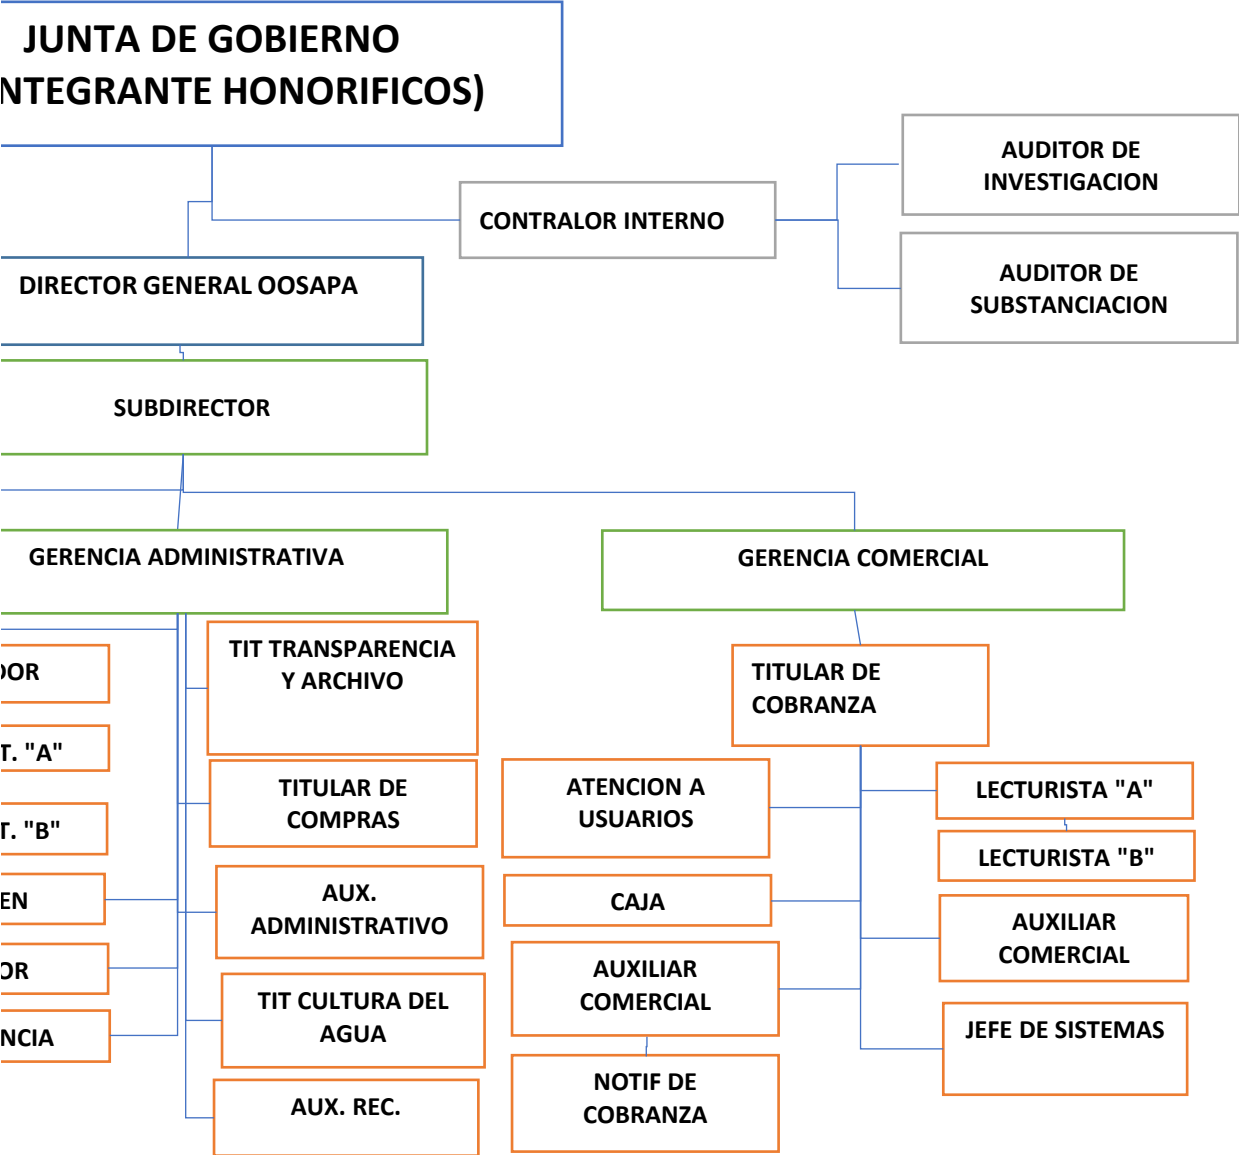 JUNTA DE GOBIERNO
NTEGRANTE HONORIFICOS)
AUDITOR DE
INVESTIGACION
CONTRALOR INTERNO
AUDITOR DE
SUBSTANCIACION
DIRECTOR GENERAL OOSAPA
SUBDIRECTOR
GERENCIA ADMINISTRATIVA
GERENCIA COMERCIAL
DOR
T. "A"
T. "B"
EN
OR
NCIA
TIT TRANSPARENCIA
Y ARCHIVO
TITULAR DE
COMPRAS
AUX.
ADMINISTRATIVO
TIT CULTURA DEL
AGUA
AUX. REC.
TITULAR DE
COBRANZA
ATENCION A
USUARIOS
CAJA
AUXILIAR
COMERCIAL
NOTIF DE
COBRANZA
LECTURISTA "A"
LECTURISTA "B"
AUXILIAR
COMERCIAL
JEFE DE SISTEMAS